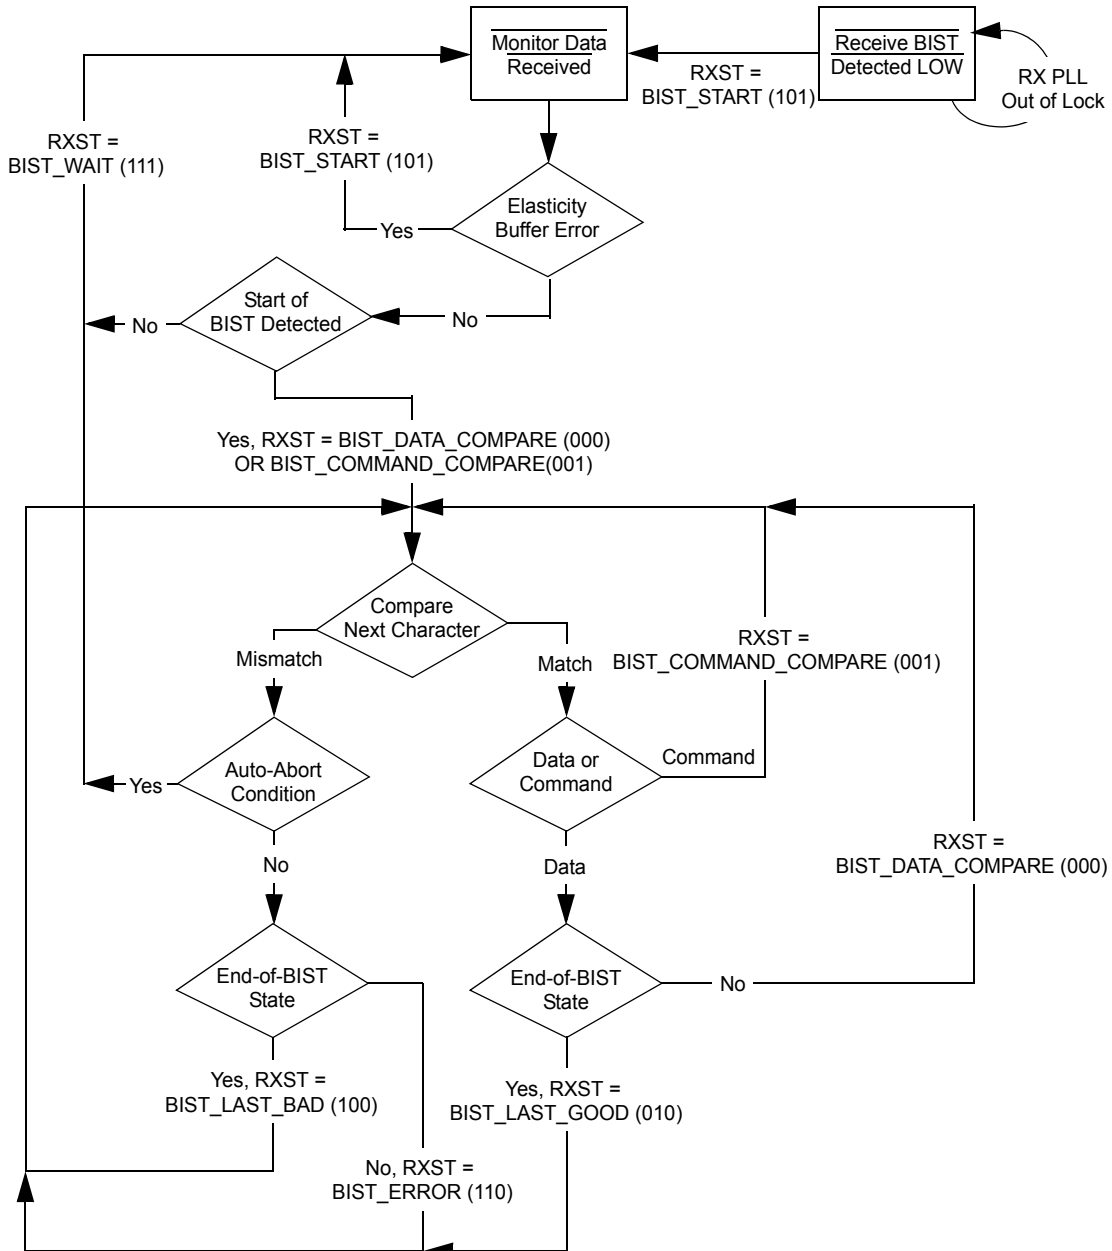 Monitor Data
Received
Receive BIST
Detected LOW
RX PLL
Out of Lock
RXST =
BIST_START (101)
RXST =
BIST_WAIT (111)
RXST =
BIST_START (101)
Elasticity
Buffer Error
Yes
Start of
BIST Detected
No
No
Yes, RXST = BIST_DATA_COMPARE (000)
OR BIST_COMMAND_COMPARE(001)
Compare
Next Character
Mismatch
Match
RXST =
BIST_COMMAND_COMPARE (001)
Auto-Abort
Condition
Yes
Data or
Command
Command
No
Data
RXST =
BIST_DATA_COMPARE (000)
End-of-BIST
State
End-of-BIST
State
No
Yes, RXST =
BIST_LAST_BAD (100)
Yes, RXST =
BIST_LAST_GOOD (010)
No, RXST =
BIST_ERROR (110)